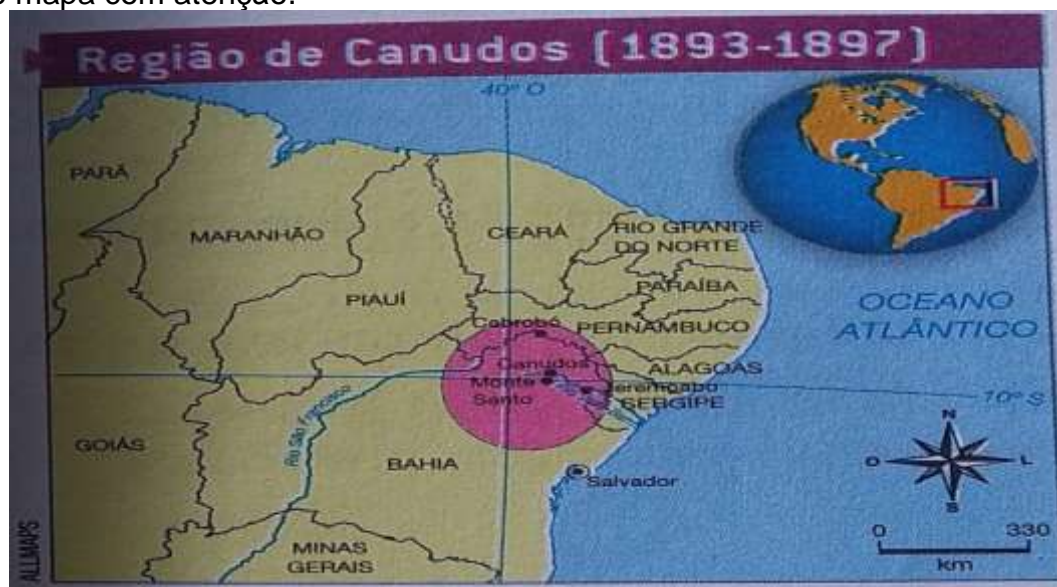 mapa com atenção.
Região de Canudos (1893-1897)
40° O
PARÁ
MARANHÃO
CEARÁ
RIO GRANDE
DO NORTE
PARAÍBA
PIAUÍ
OCEANO
ATLÂNTICO
Cabrobó
PERNAMBUCO
Canudos
ALAGOAS
Monte
Santo
Jeremoabo
SERGIPE
10° S
Rio São Francisco
GOIÁS
BAHIA
Salvador
N
O
L
S
MINAS
GERAIS
0
330
km
ALLMAPS